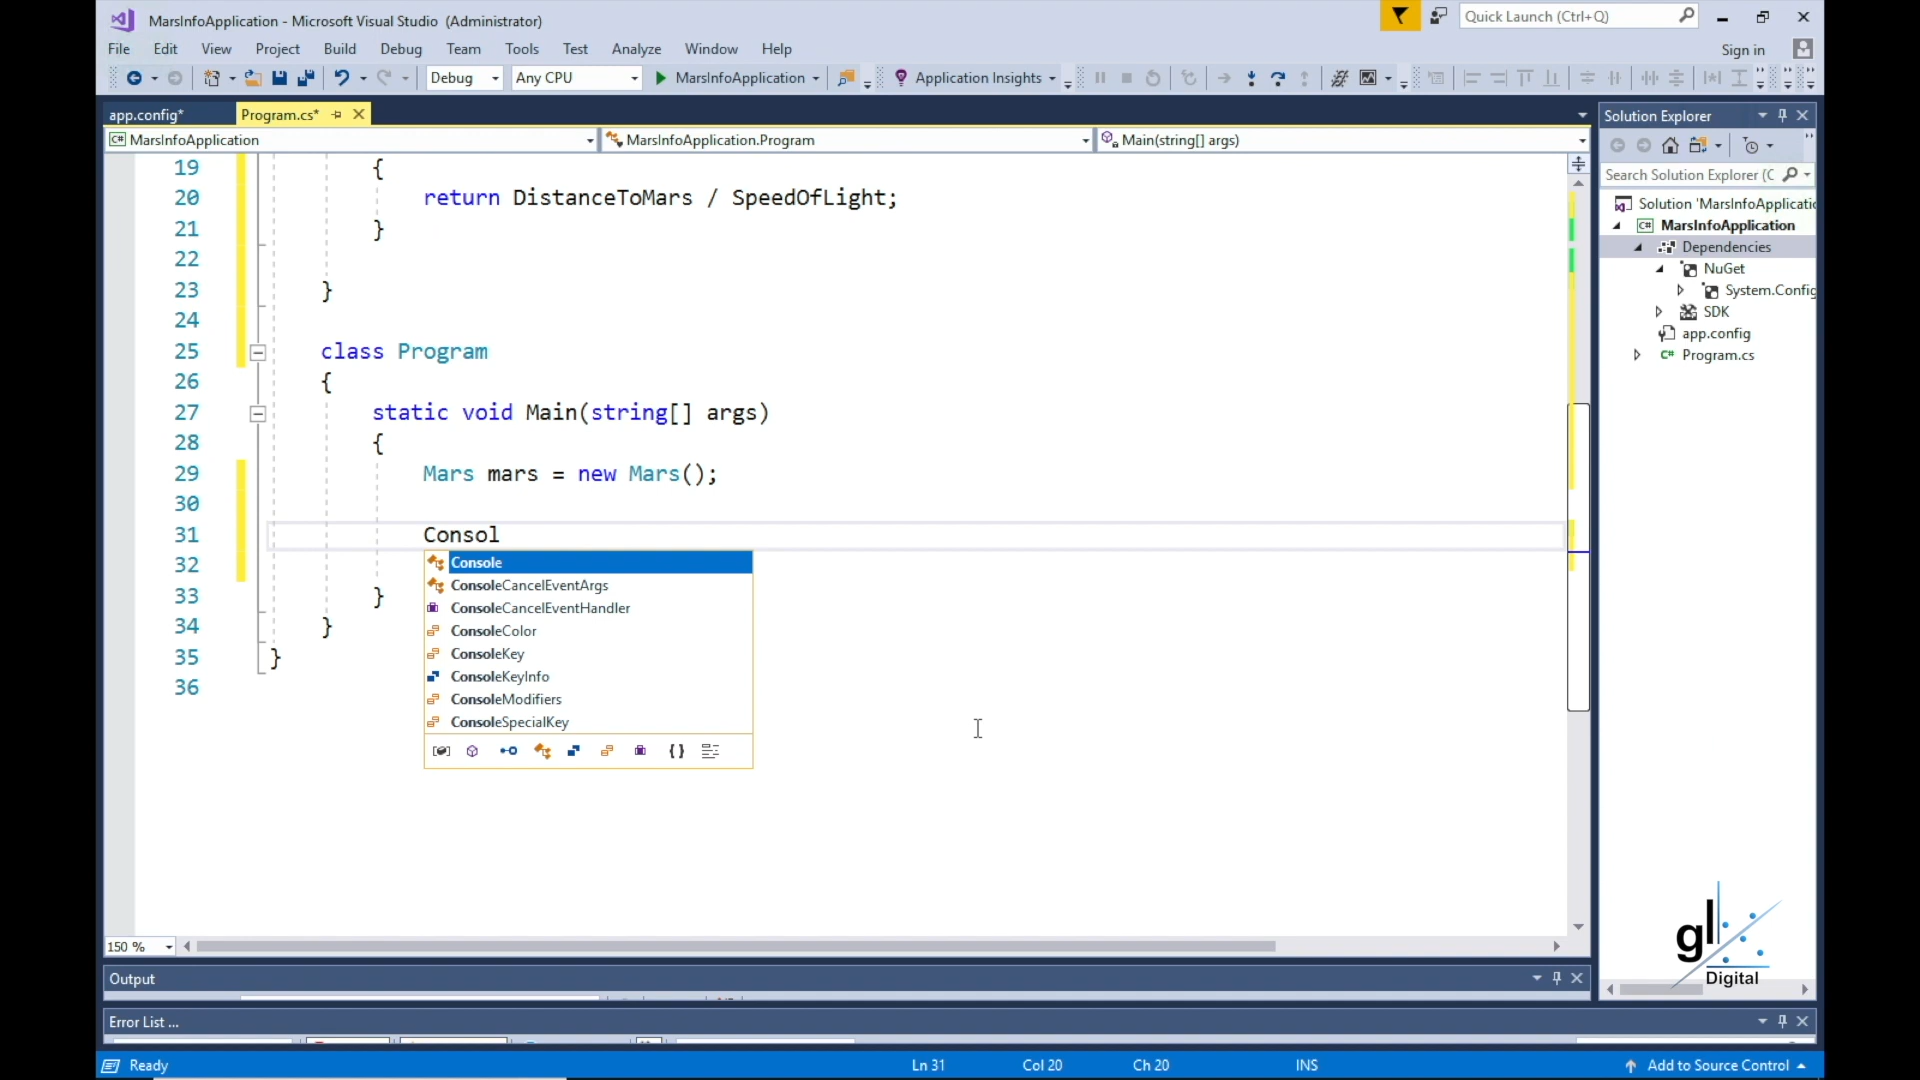 MarsInfoApplication - Microsoft Visual Studio (Administrator)
Quick Launch (Ctrl+Q)
File Edit View Project Build Debug Team Tools Test Analyze Window Help
Sign in
Debug Any CPU MarsInfoApplication Application Insights
app.config* Program.cs*
Solution Explorer
MarsInfoApplication MarsInfoApplication.Program Main(string[] args)
Search Solution Explorer (C
Solution 'MarsInfoApplicatio
MarsInfoApplication
Dependencies
NuGet
System.Config
SDK
app.config
Program.cs
19 {
20 return DistanceToMars / SpeedOfLight;
21 }
22
23 }
24
25 class Program
26 {
27 static void Main(string[] args)
28 {
29 Mars mars = new Mars();
30
31 Consol
32
33 }
34 }
35 }
36
Console
ConsoleCancelEventArgs
ConsoleCancelEventHandler
ConsoleColor
ConsoleKey
ConsoleKeyInfo
ConsoleModifiers
ConsoleSpecialKey
gl
Digital
150 %
Output
Error List ...
Ready Ln 31 Col 20 Ch 20 INS Add to Source Control